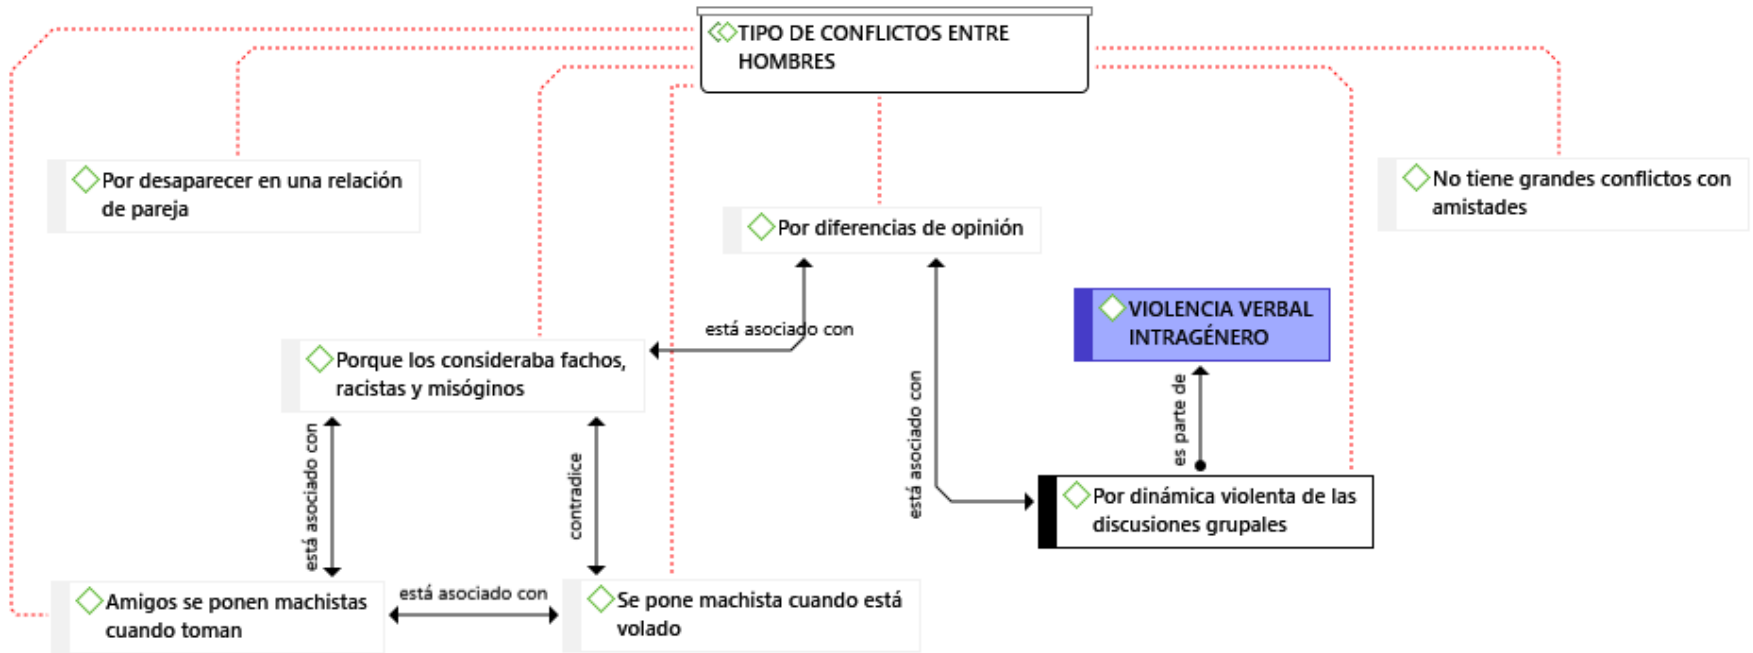 TIPO DE CONFLICTOS ENTRE
HOMBRES
Por desaparecer en una relación
de pareja
No tiene grandes conflictos con
amistades
Por diferencias de opinión
VIOLENCIA VERBAL
INTRAGÉNERO
está asociado con
Porque los consideraba fachos,
racistas y misóginos
está asociado con
es parte de
está asociado con
contradice
Por dinámica violenta de las
discusiones grupales
Amigos se ponen machistas
cuando toman
está asociado con
Se pone machista cuando está
volado